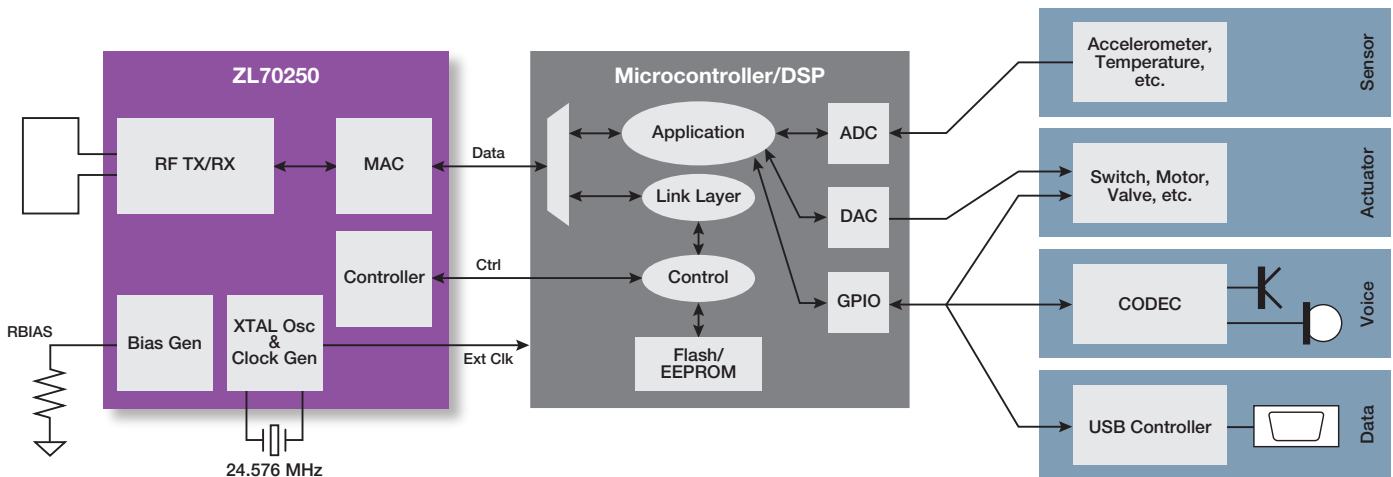 ZL70250
RF TX/RX
MAC
Controller
Bias Gen
XTAL Osc
&
Clock Gen
RBIAS
24.576 MHz
Data
Ctrl
Ext Clk
Microcontroller/DSP
Application
Link Layer
Control
Flash/
EEPROM
ADC
DAC
GPIO
Accelerometer,
Temperature,
etc.
Sensor
Switch, Motor,
Valve, etc.
Actuator
CODEC
Voice
USB Controller
Data